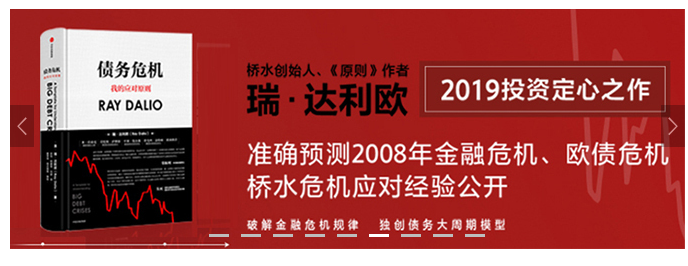 债务危机
我的应对原则
RAY DALIO
BIG DEBT CRISES
BIG DEBT
CRISES
桥水创始人、《原则》作者
瑞·达利欧
2019投资定心之作
准确预测2008年金融危机、欧债危机
桥水危机应对经验公开
破解金融危机规律 独创债务大周期模型